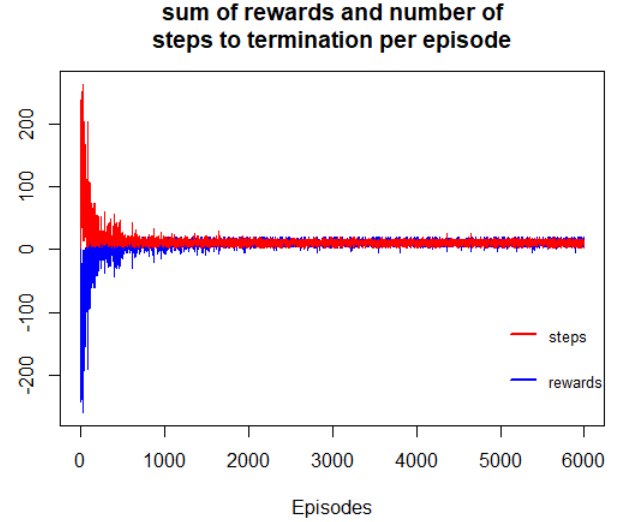 sum of rewards and number of
steps to termination per episode
200
100
0
-100
-200
steps
rewards
0 1000 2000 3000 4000 5000 6000
Episodes